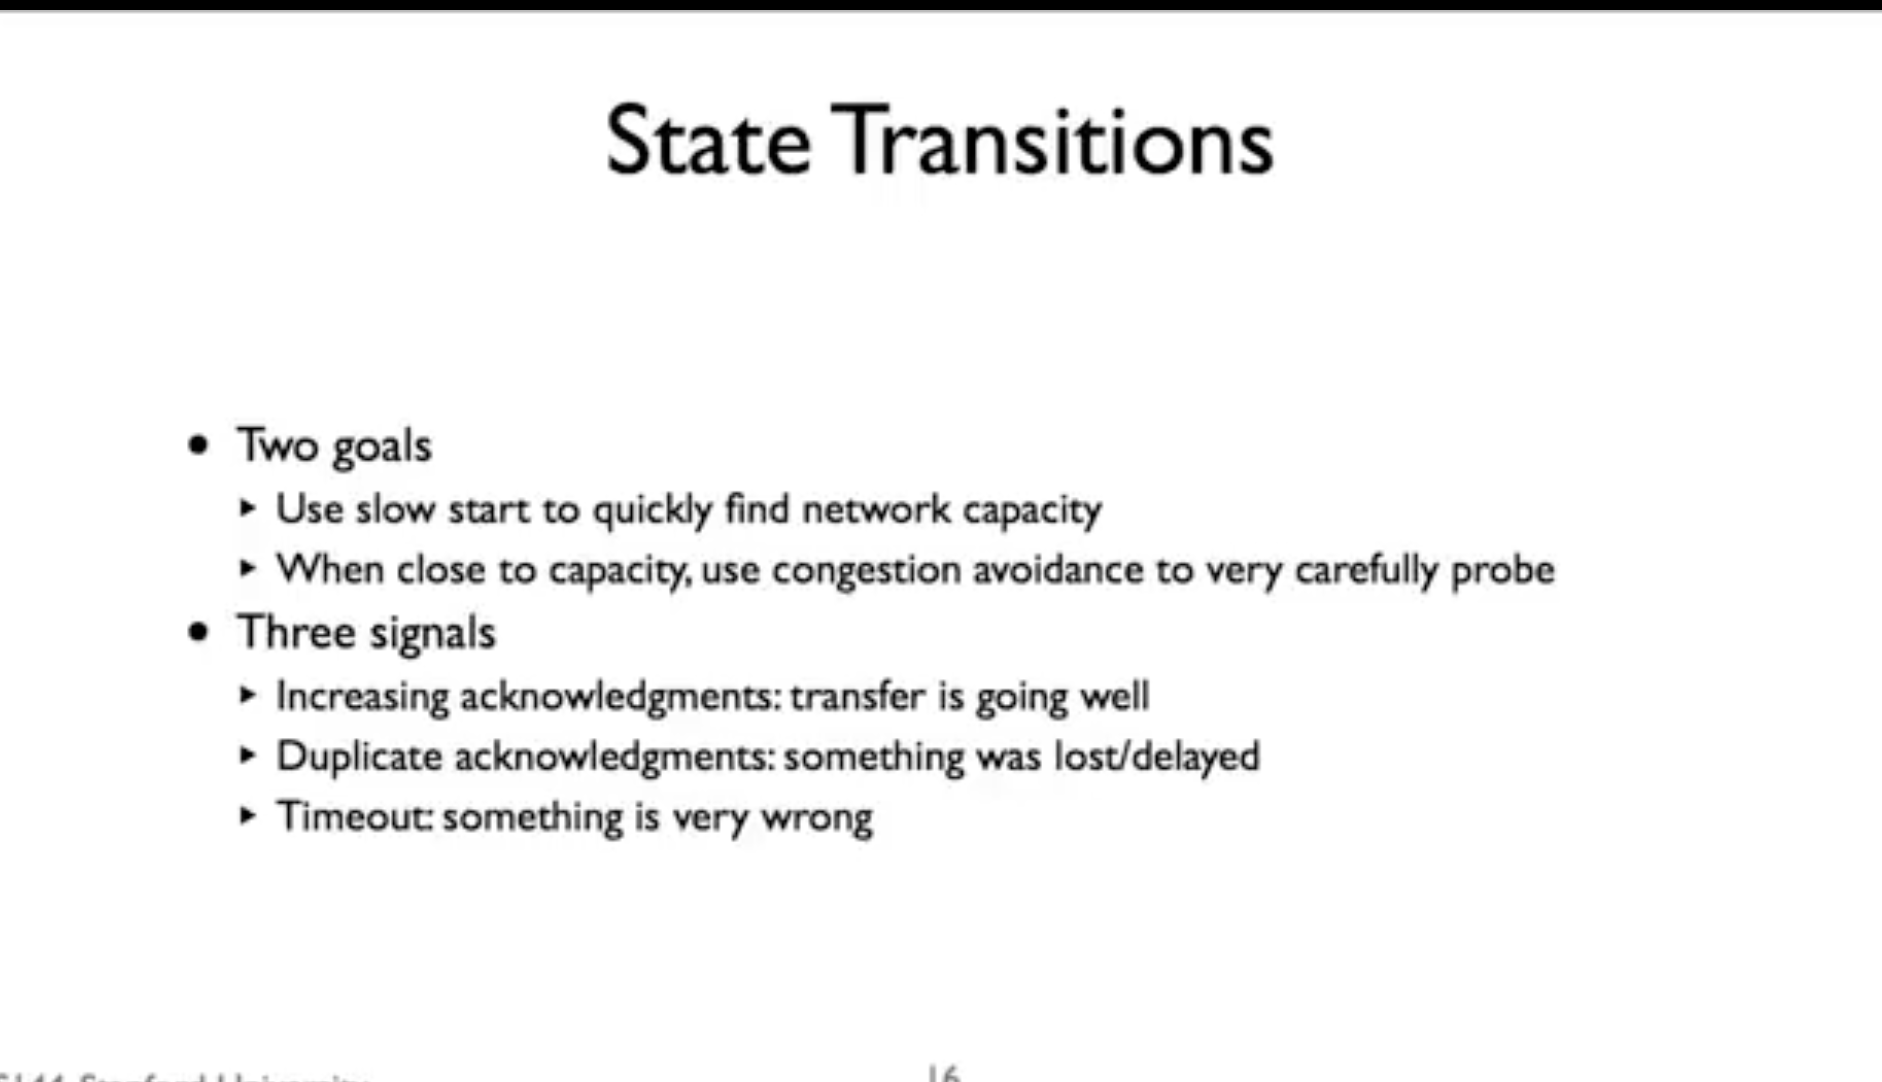 State Transitions
• Two goals
‣ Use slow start to quickly find network capacity
‣ When close to capacity, use congestion avoidance to very carefully probe
• Three signals
‣ Increasing acknowledgments: transfer is going well
‣ Duplicate acknowledgments: something was lost/delayed
‣ Timeout: something is very wrong
Stanford University
16